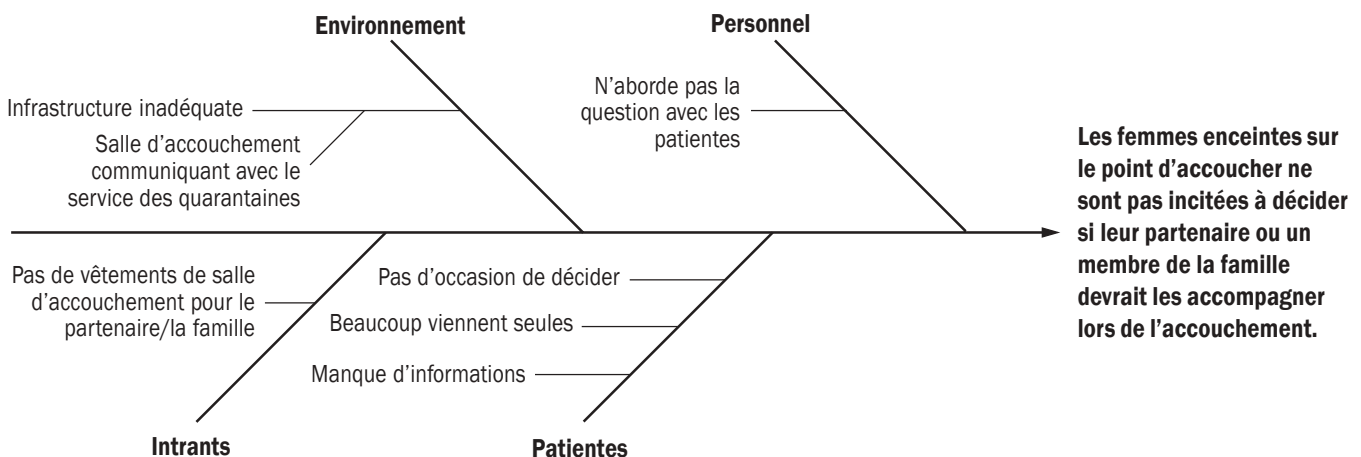 Environnement
Personnel
Infrastructure inadéquate
Salle d'accouchement
communiquant avec le
service des quarantaines
N'aborde pas la
question avec les
patientes
Les femmes enceintes sur
le point d'accoucher ne
sont pas incitées à décider
si leur partenaire ou un
membre de la famille
devrait les accompagner
lors de l'accouchement.
Pas de vêtements de salle
d'accouchement pour le
partenaire/la famille
Pas d'occasion de décider
Beaucoup viennent seules
Manque d'informations
Intrants
Patientes